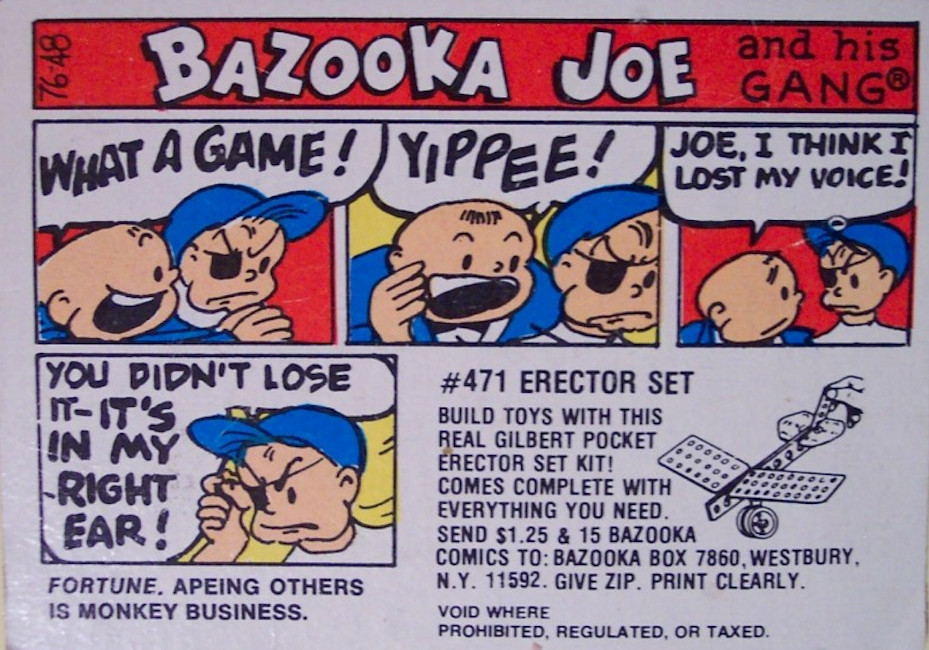 76-48
BAZOOKA JOE
and his
GANG®
WHAT A GAME!
YIPPEE!
JOE, I THINK I
LOST MY VOICE!
YOU DIDN'T LOSE
IT-IT'S
IN MY
RIGHT
EAR!
FORTUNE. APEING OTHERS
IS MONKEY BUSINESS.
#471 ERECTOR SET
BUILD TOYS WITH THIS
REAL GILBERT POCKET
ERECTOR SET KIT!
COMES COMPLETE WITH
EVERYTHING YOU NEED.
SEND $1.25 & 15 BAZOOKA
COMICS TO: BAZOOKA BOX 7860, WESTBURY,
N.Y. 11592. GIVE ZIP. PRINT CLEARLY.
VOID WHERE
PROHIBITED, REGULATED, OR TAXED.